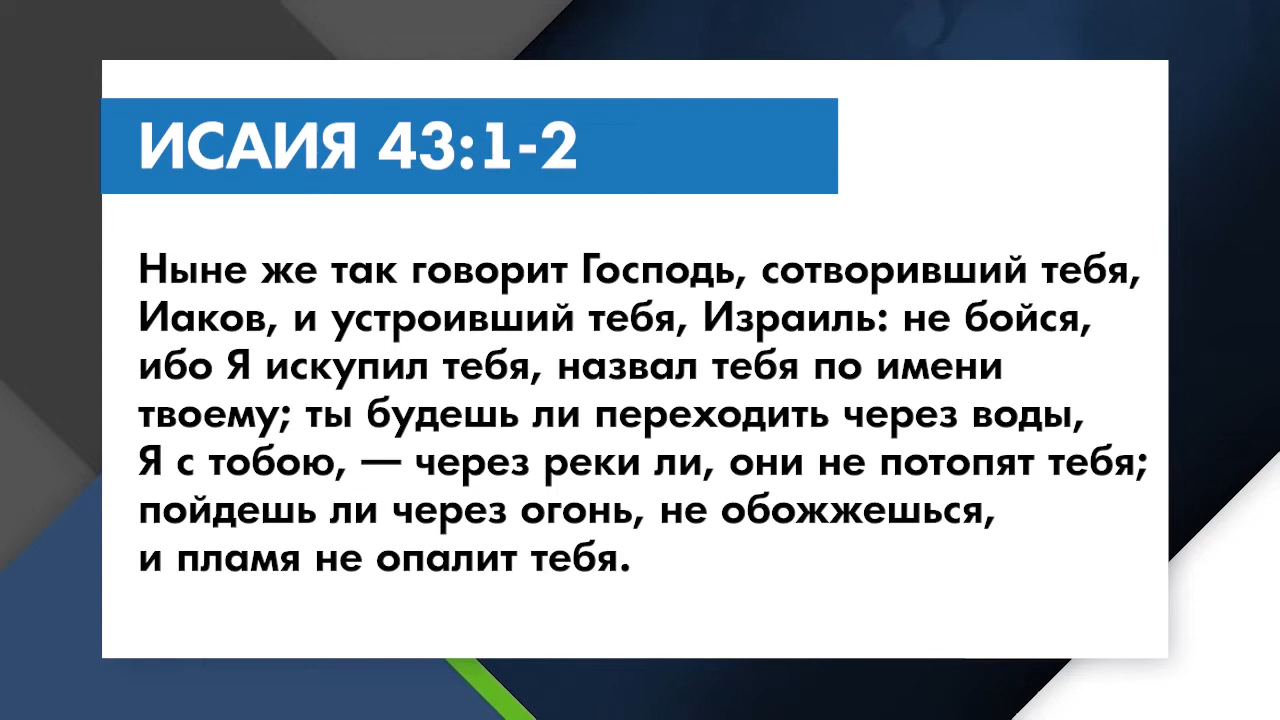 ИСАИЯ 43:1-2
Ныне же так говорит Господь, сотворивший тебя,
Иаков, и устроивший тебя, Израиль: не бойся,
ибо Я искупил тебя, назвал тебя по имени
твоему; ты будешь ли переходить через воды,
Я с тобою, — через реки ли, они не потопят тебя;
пойдешь ли через огонь, не обожжешься,
и пламя не опалит тебя.